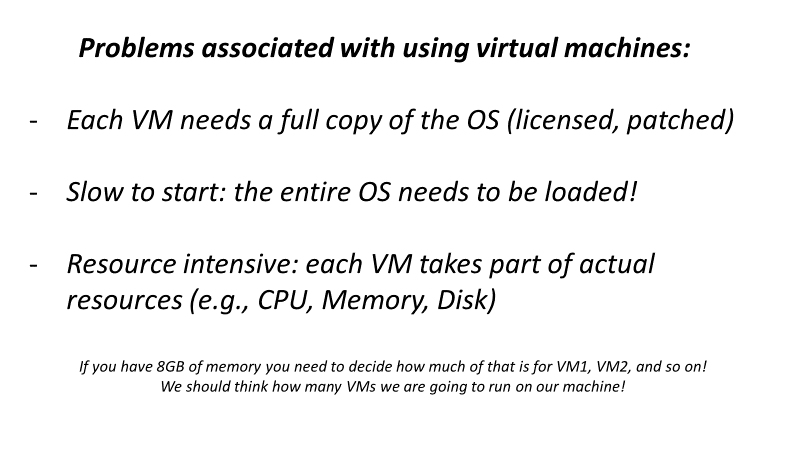 Problems associated with using virtual machines:
- Each VM needs a full copy of the OS (licensed, patched)
- Slow to start: the entire OS needs to be loaded!
- Resource intensive: each VM takes part of actual
resources (e.g., CPU, Memory, Disk)
If you have 8GB of memory you need to decide how much of that is for VM1, VM2, and so on!
We should think how many VMs we are going to run on our machine!